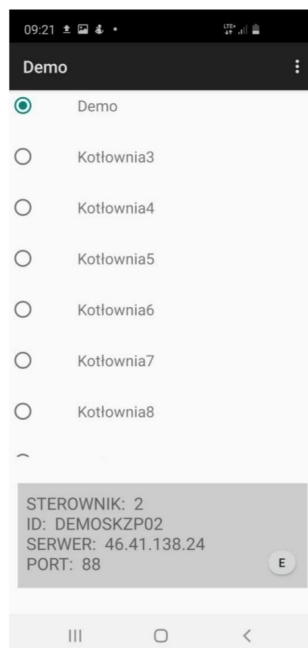 09:21
LTE+
Demo
Demo
Kotłownia3
Kotłownia4
Kotłownia5
Kotłownia6
Kotłownia7
Kotłownia8
STEROWNIK: 2
ID: DEMOSKZP02
SERWER: 46.41.138.24
PORT: 88
E